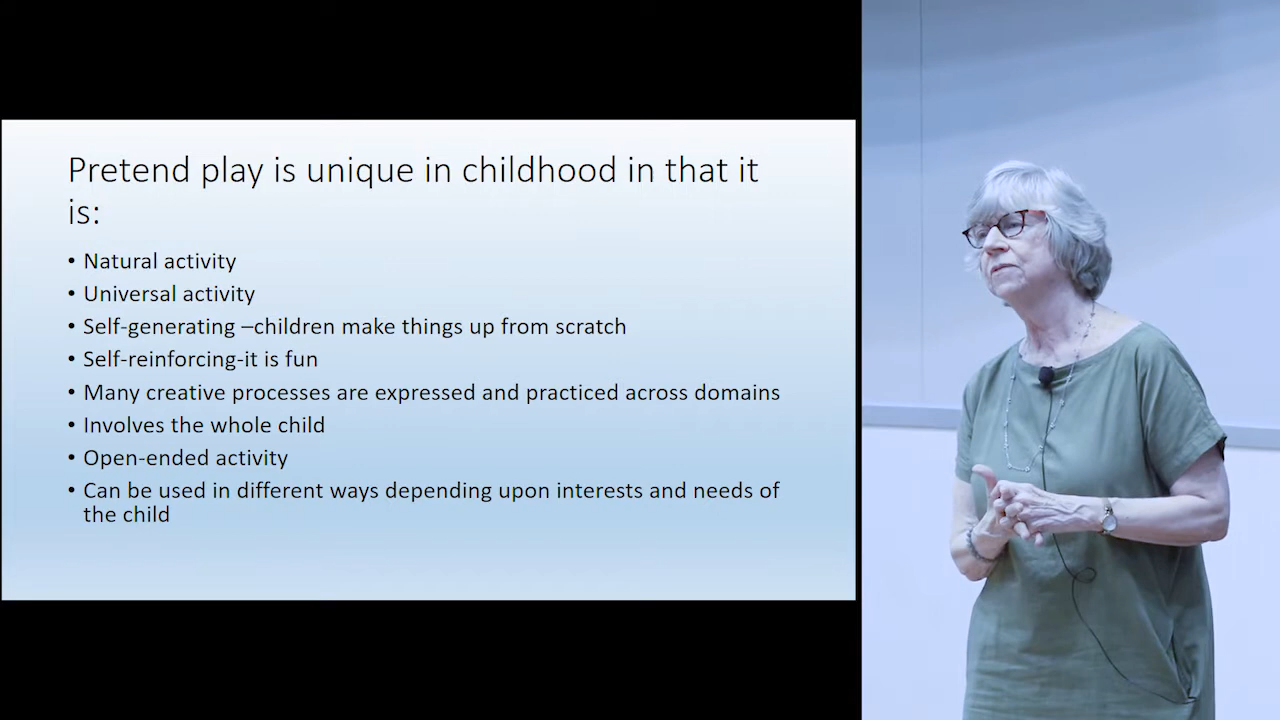 Pretend play is unique in childhood in that it
is:
• Natural activity
• Universal activity
• Self-generating –children make things up from scratch
• Self-reinforcing-it is fun
• Many creative processes are expressed and practiced across domains
• Involves the whole child
• Open-ended activity
• Can be used in different ways depending upon interests and needs of
the child